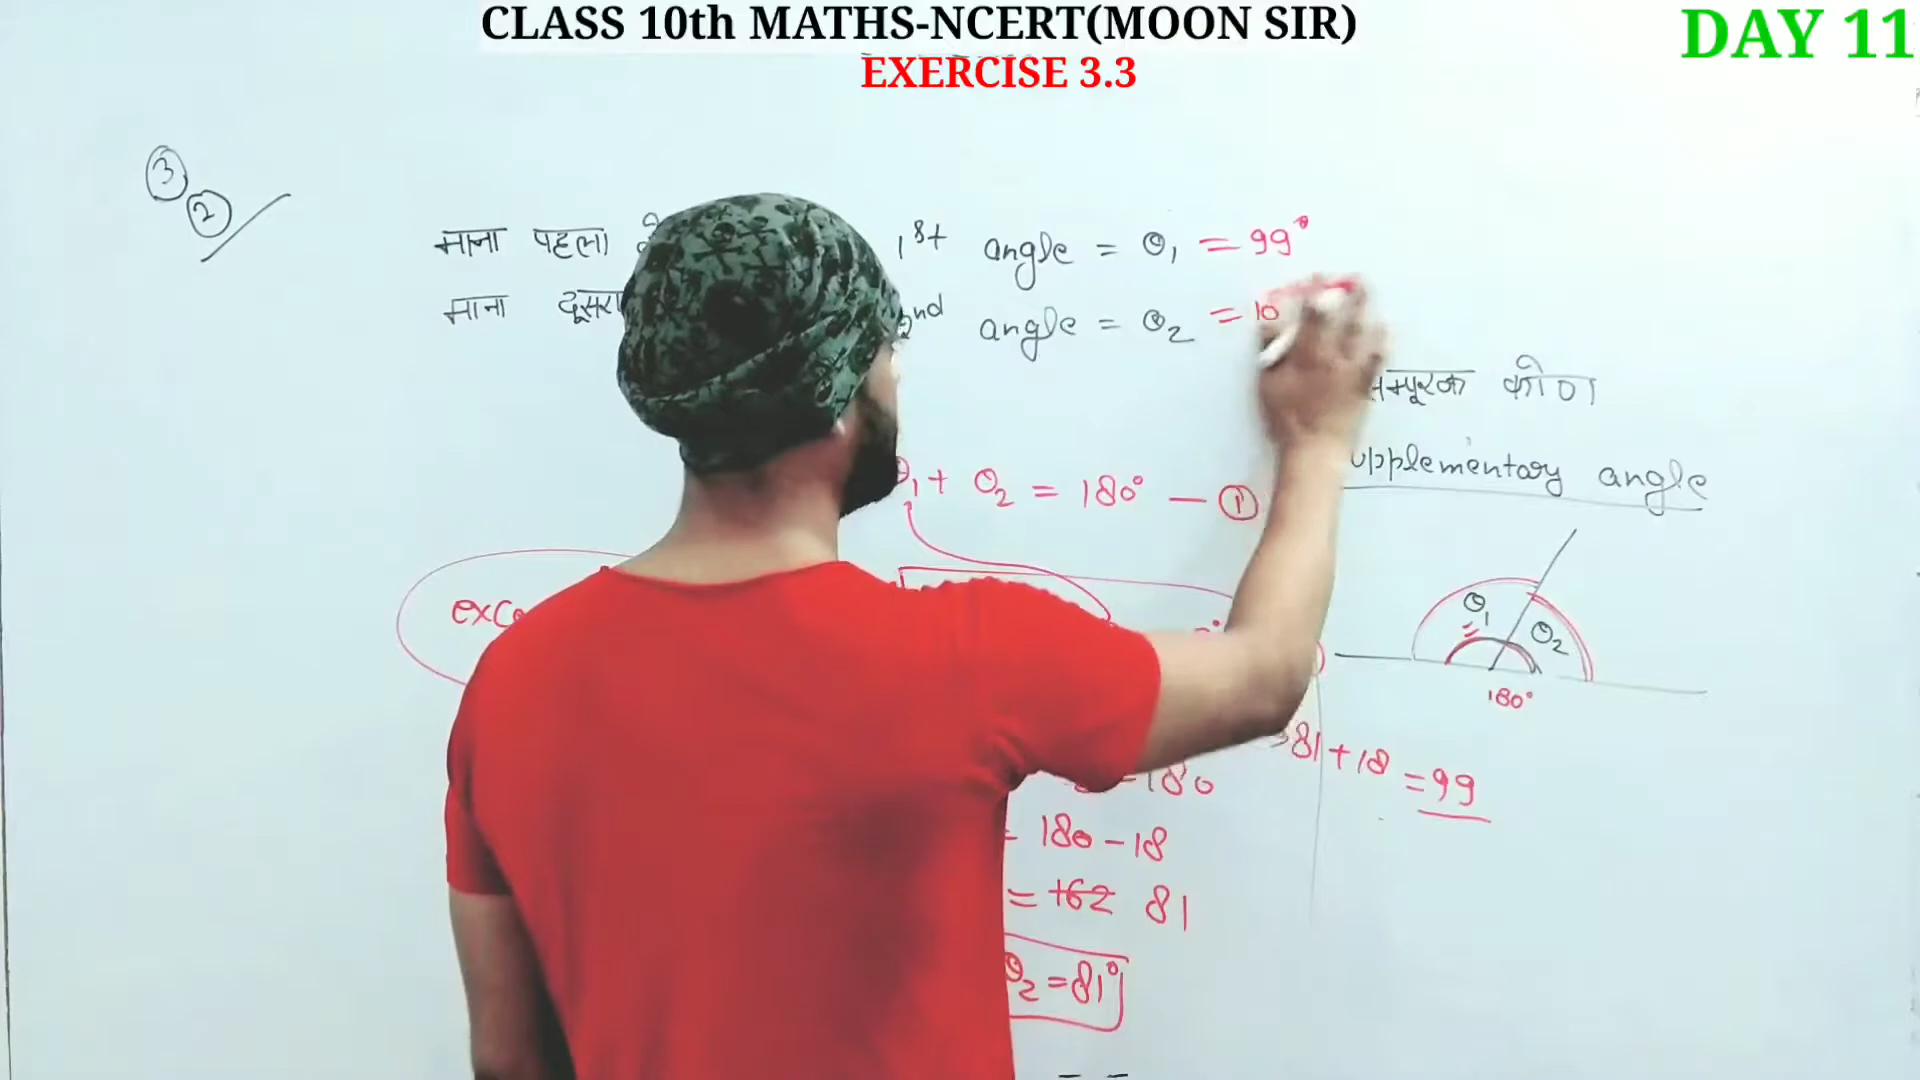 CLASS 10th MATHS-NCERT(MOON SIR)
EXERCISE 3.3
DAY 11
3
2
माना पहला
1st angle = θ1 = 99°
माना दूसरा
2nd angle = θ2 = 10
सम्पूरक कोण
supplementary angle
θ1 + θ2 = 180° — 1
θ1
θ2
180°
81+18 = 99
180
= 180 - 18
= 162 81
θ2 = 81°